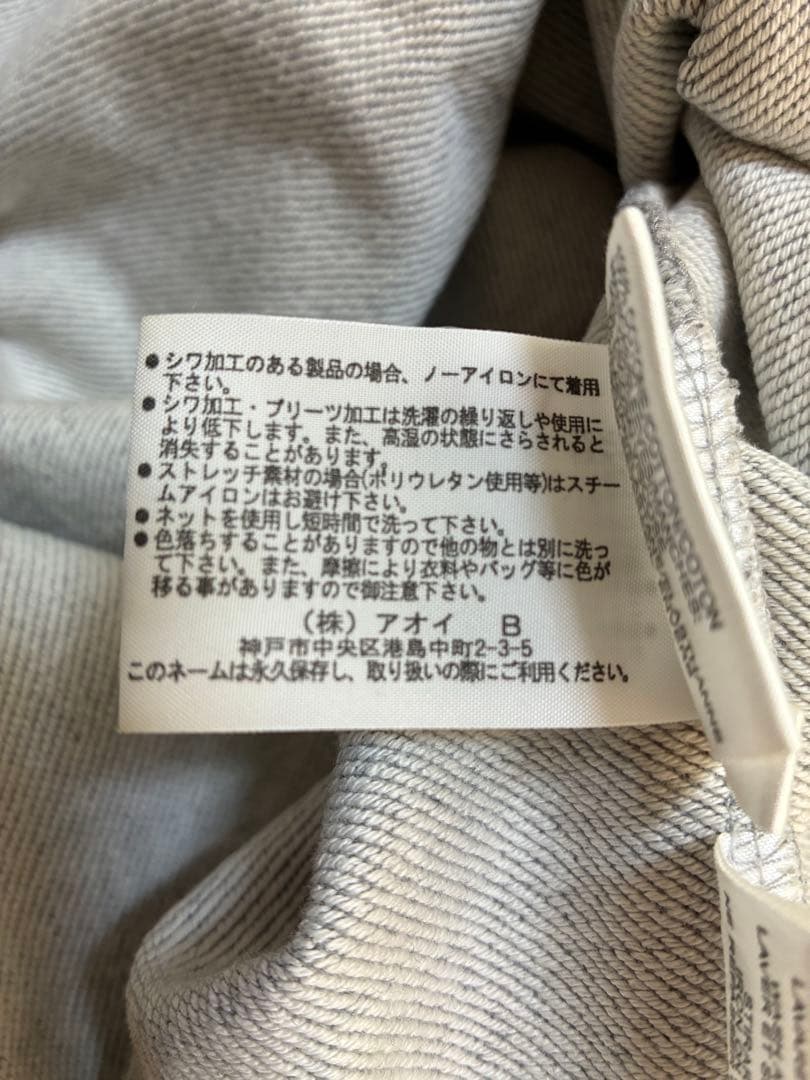 ●シワ加工のある製品の場合、ノーアイロンにて着用
下さい。
●シワ加工・プリーツ加工は洗濯の繰り返しや使用に
より低下します。また、高湿の状態にさらされると
消失することがあります。
●ストレッチ素材の場合(ポリウレタン使用等)はスチー
ムアイロンはお避け下さい。
●ネットを使用し短時間で洗って下さい。
●色落ちすることがありますので他の物とは別に洗っ
て下さい。また、摩擦により衣料やバッグ等に色が
移る事がありますので御注意下さい。
(株) アオイ B
神戸市中央区港島中町2-3-5
このネームは永久保存し、取り扱いの際にご利用ください。
COTTON